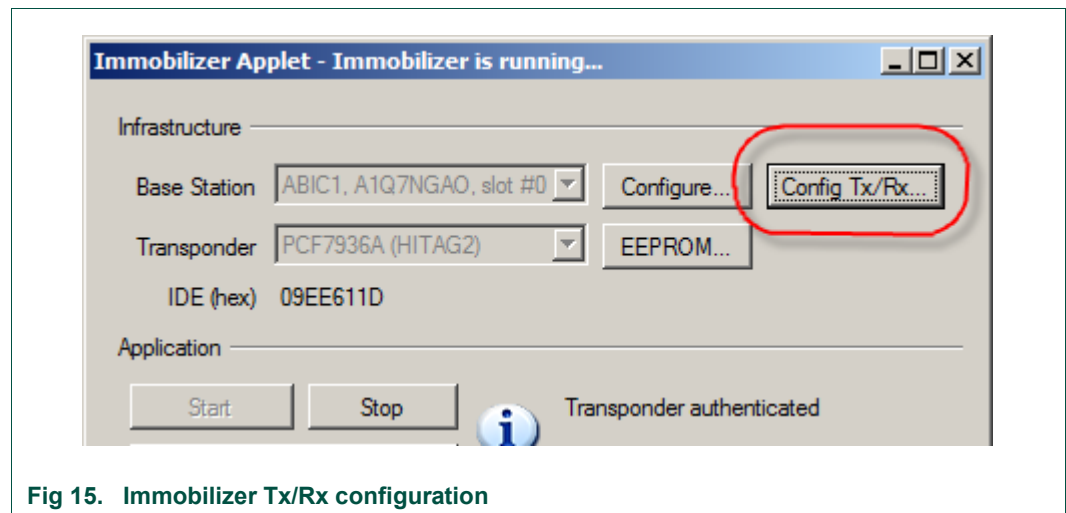 Immobilizer Applet - Immobilizer is running...
Infrastructure
Base Station ABIC1, A1Q7NGAO, slot #0 Configure... Config Tx/Rx...
Transponder PCF7936A (HITAG2) EEPROM...
IDE (hex) 09EE611D
Application
Start Stop i Transponder authenticated
Fig 15. Immobilizer Tx/Rx configuration